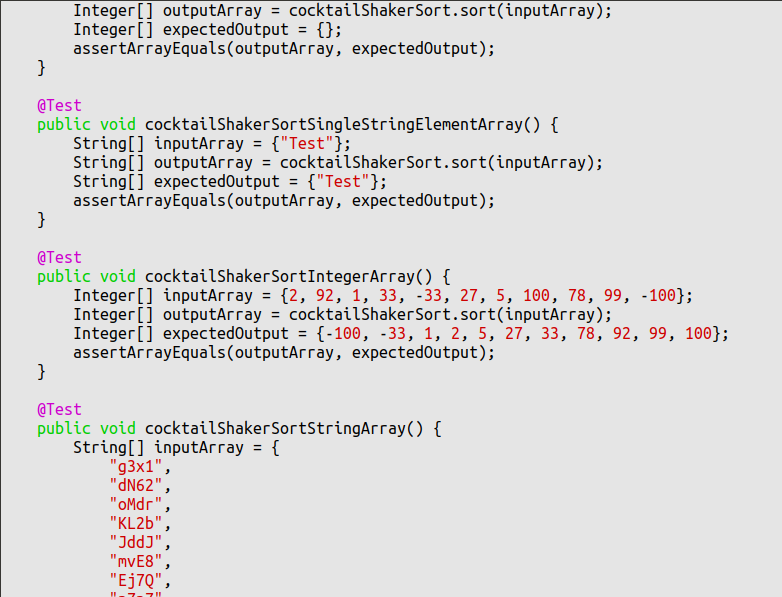 Integer[] outputArray = cocktailShakerSort.sort(inputArray);
Integer[] expectedOutput = {};
assertArrayEquals(outputArray, expectedOutput);
}
@Test
public void cocktailShakerSortSingleStringElementArray() {
String[] inputArray = {"Test"};
String[] outputArray = cocktailShakerSort.sort(inputArray);
String[] expectedOutput = {"Test"};
assertArrayEquals(outputArray, expectedOutput);
}
@Test
public void cocktailShakerSortIntegerArray() {
Integer[] inputArray = {2, 92, 1, 33, -33, 27, 5, 100, 78, 99, -100};
Integer[] outputArray = cocktailShakerSort.sort(inputArray);
Integer[] expectedOutput = {-100, -33, 1, 2, 5, 27, 33, 78, 92, 99, 100};
assertArrayEquals(outputArray, expectedOutput);
}
@Test
public void cocktailShakerSortStringArray() {
String[] inputArray = {
"g3x1",
"dN62",
"oMdr",
"KL2b",
"JddJ",
"mvE8",
"Ej7Q",